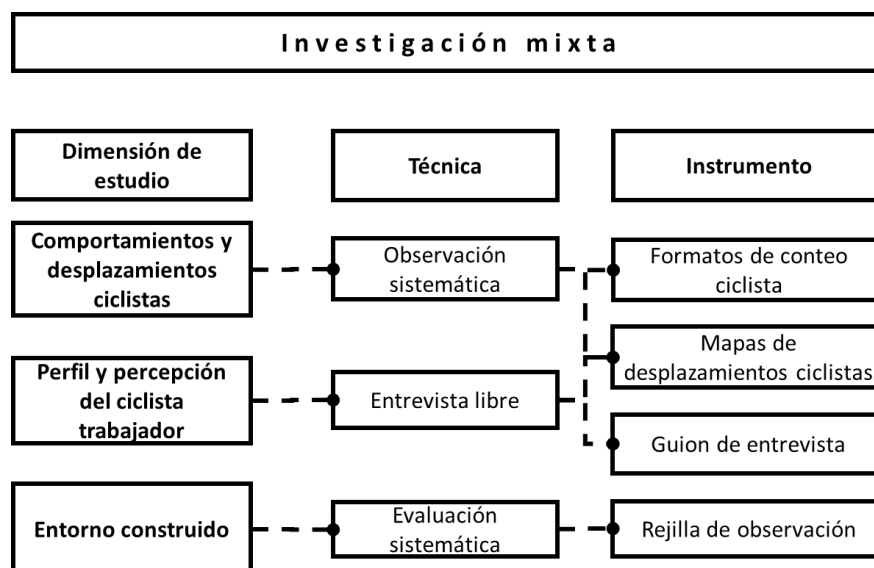 Investigación mixta
Dimensión de
estudio
Técnica
Instrumento
Comportamientos y
desplazamientos
ciclistas
Observación
sistemática
Formatos de conteo
ciclista
Mapas de
desplazamientos ciclistas
Perfil y percepción
del ciclista
trabajador
Entrevista libre
Guion de entrevista
Entorno construido
Evaluación
sistemática
Rejilla de observación